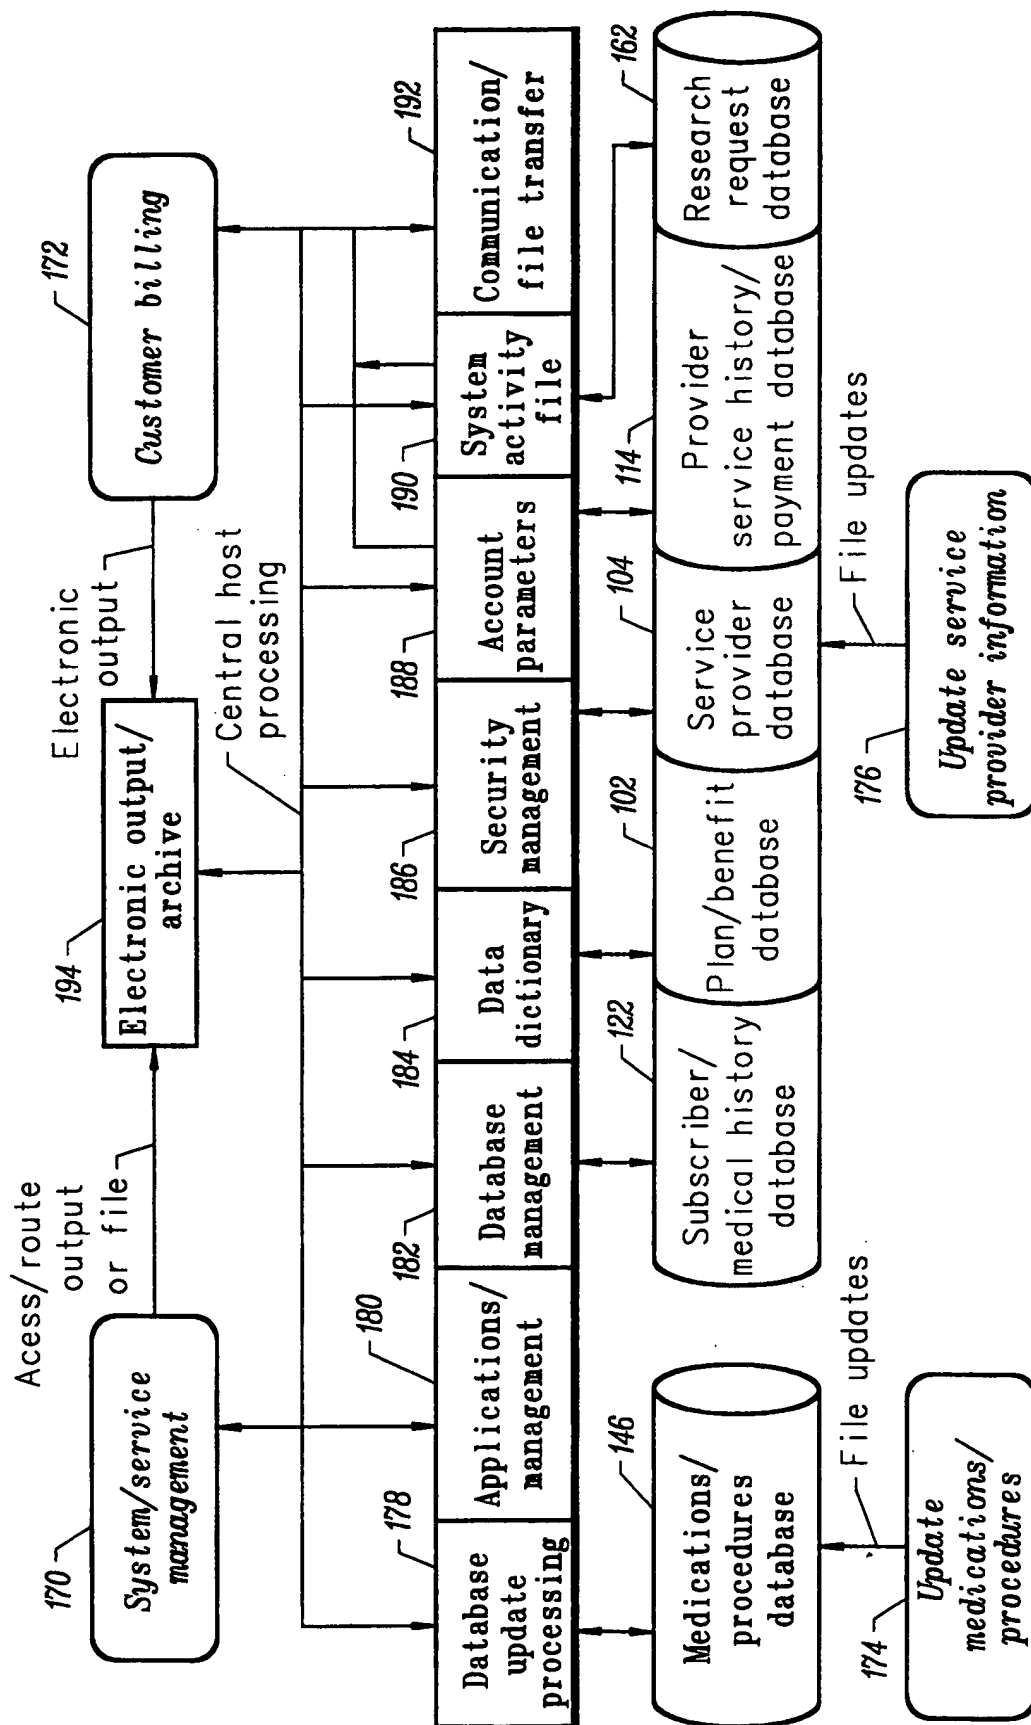 Acess/route
output
or file
170
System/service
management
194
Electronic output/
archive
Electronic
output
172
Customer billing
Central host
processing
178
Database
update
processing
180
Applications/
management
182
Database
management
184
Data
dictionary
186
Security
management
188
Account
parameters
190
System
activity
file
192
Communication/
file transfer
146
Medications/
procedures
database
122
Subscriber/
medical history
database
102
Plan/benefit
database
104
Service
provider
database
114
Provider
service history/
payment database
162
Research
request
database
File updates
174
Update
medications/
procedures
File updates
176
Update service
provider information